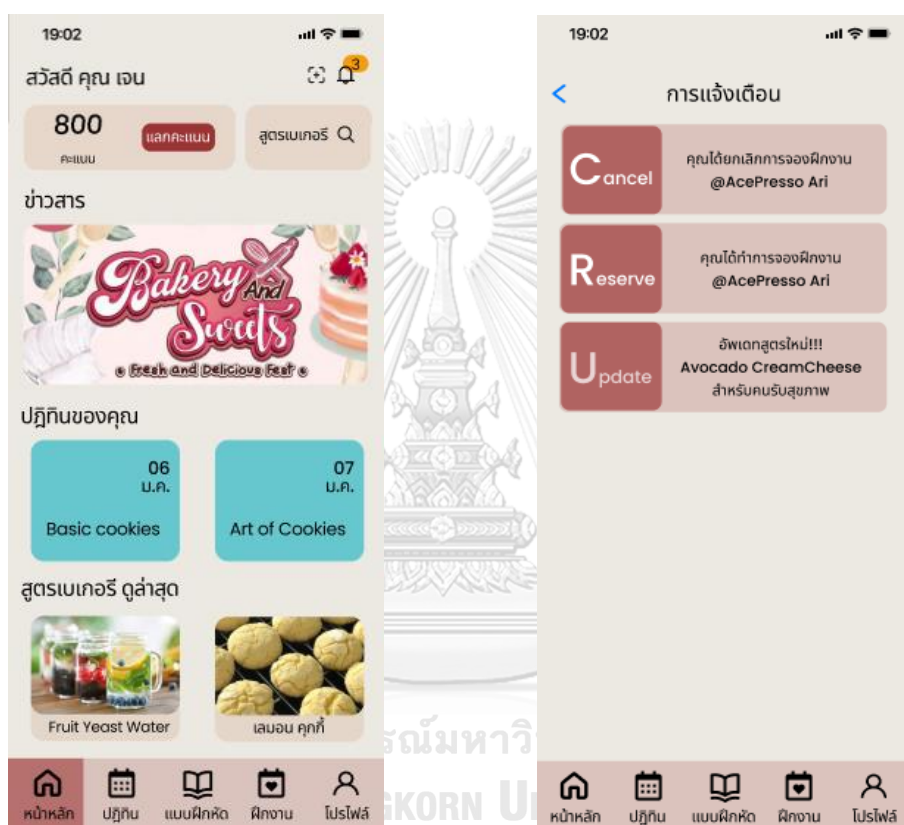 19:02
สวัสดี คุณ เจน
3
800
คะแนน
แลกคะแนน
สูตรเบเกอรี
ข่าวสาร
Bakery
And
Sweets
Fresh and Delicious Fest
ปฎิทินของคุณ
06
ม.ค.
Basic cookies
07
ม.ค.
Art of Cookies
สูตรเบเกอรี ดูล่าสุด
Fruit Yeast Water
เลมอน คุกกี้
หน้าหลัก
ปฎิทิน
แบบฝึกหัด
ฝึกงาน
โปรไฟล์
19:02
การแจ้งเตือน
Cancel
คุณได้ยกเลิกการจองฝึกงาน
@AcePresso Ari
Reserve
คุณได้ทำการจองฝึกงาน
@AcePresso Ari
Update
อัพเดทสูตรใหม่!!!
Avocado CreamCheese
สำหรับคนรับสุขภาพ
หน้าหลัก
ปฎิทิน
แบบฝึกหัด
ฝึกงาน
โปรไฟล์